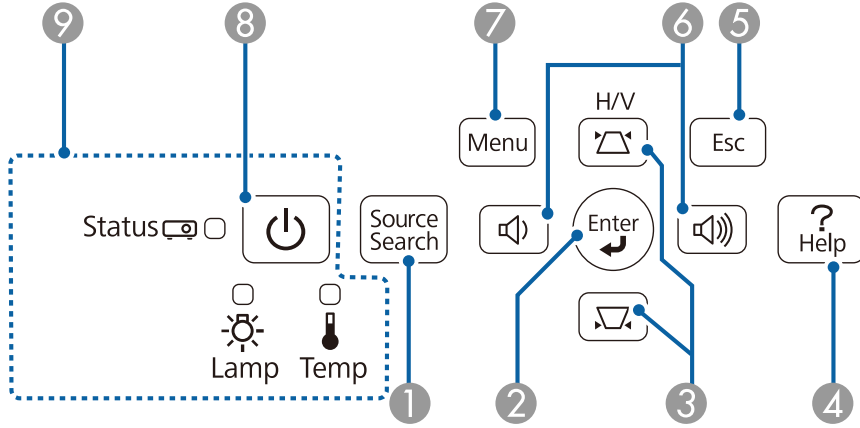 9
8
7
6
5
H/V
Menu
Esc
Status
Source
Search
Enter
?
Help
Lamp
Temp
1
2
3
4